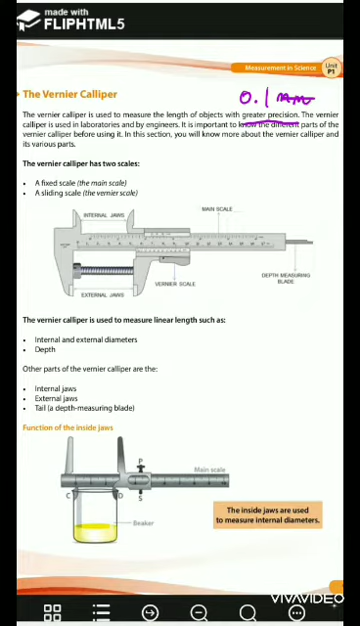 made with
FLIPHTML5
Measurement in Science
Unit
P1
The Vernier Calliper
0.1 mm
The vernier calliper is used to measure the length of objects with greater precision. The vernier
calliper is used in laboratories and by engineers. It is important to know the different parts of the
vernier calliper before using it. In this section, you will know more about the vernier calliper and
its various parts.
The vernier calliper has two scales:
• A fixed scale (the main scale)
• A sliding scale (the vernier scale)
MAIN SCALE
INTERNAL JAWS
DEPTH MEASURING
BLADE
VERNIER SCALE
EXTERNAL JAWS
The vernier calliper is used to measure linear length such as:
• Internal and external diameters
• Depth
Other parts of the vernier calliper are the:
• Internal jaws
• External jaws
• Tail (a depth-measuring blade)
Function of the inside jaws
P
Main scale
C
D
S
The inside jaws are used
to measure internal diameters.
Beaker
VIVAVIDEO